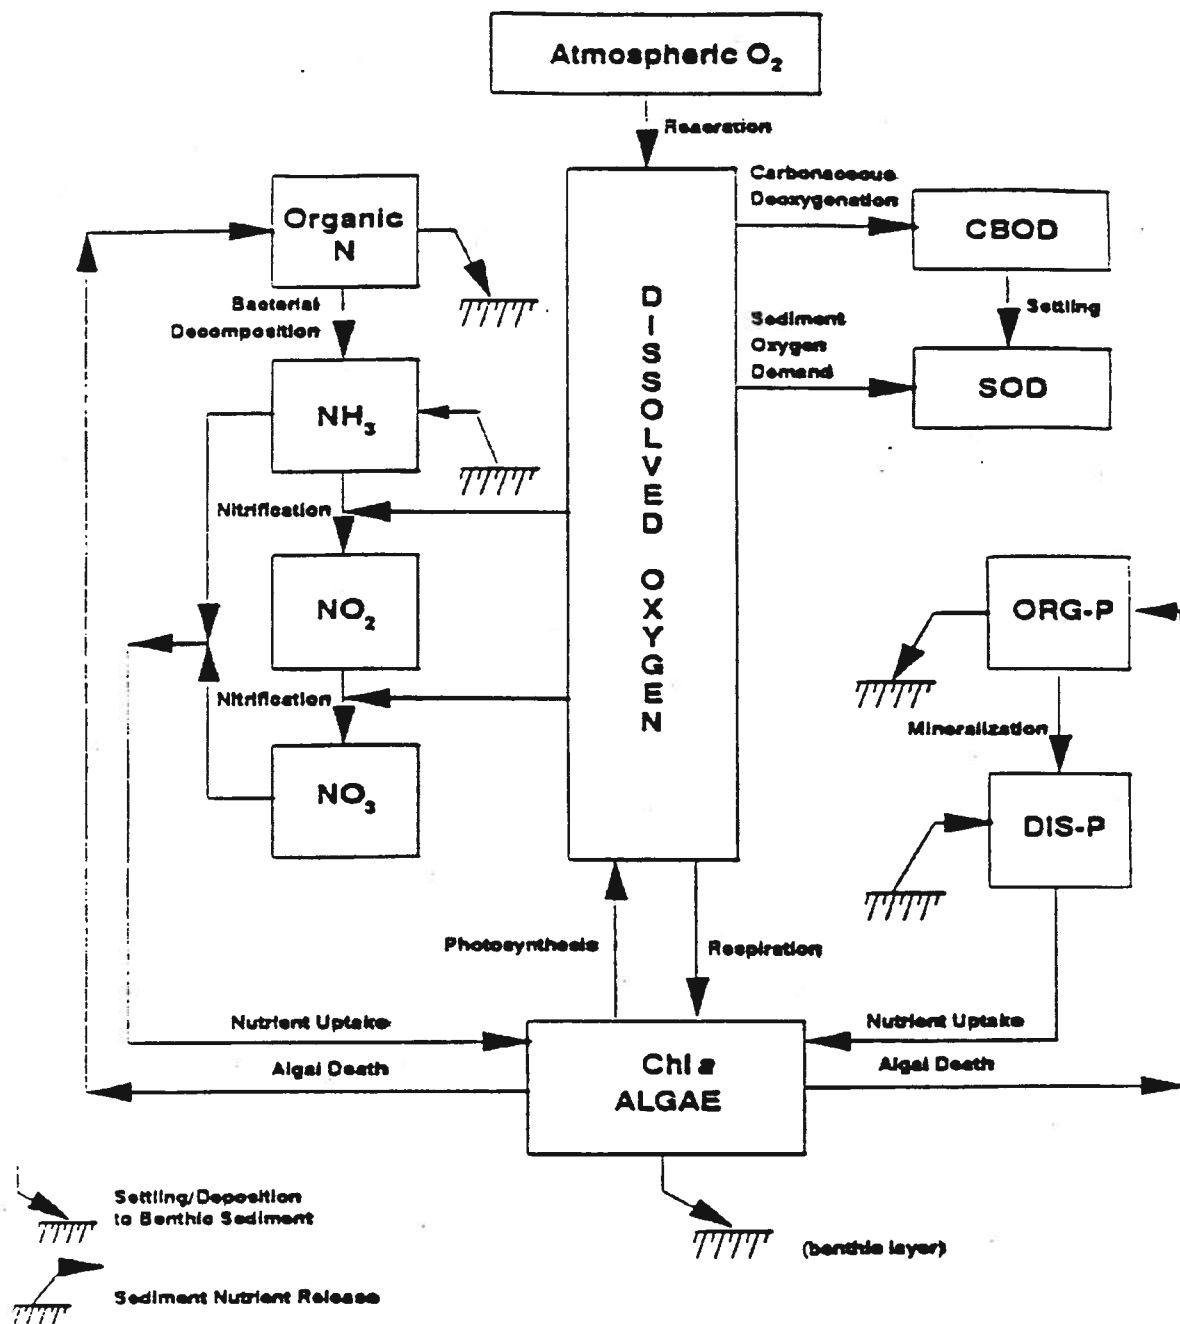 Atmospheric O₂
Reaeration
Carbonaceous
Deoxygenation
Organic
N
CBOD
Bacterial
Decomposition
Settling
Sediment
Oxygen
Demand
SOD
NH₃
DISSOLVED OXYGEN
Nitrification
NO₂
ORG-P
Nitrification
Mineralization
NO₃
DIS-P
Photosynthesis
Respiration
Nutrient Uptake
Nutrient Uptake
Algal Death
Chl a
ALGAE
Algal Death
Settling/Deposition
to Benthic Sediment
(benthic layer)
Sediment Nutrient Release